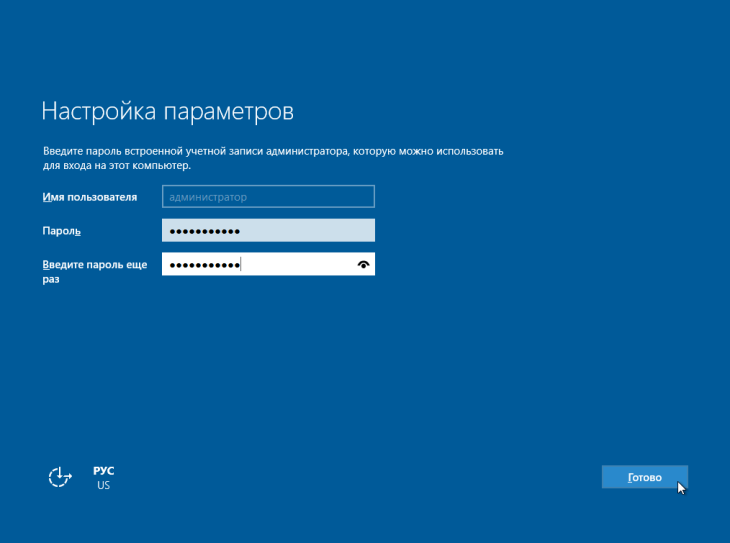 Настройка параметров
Введите пароль встроенной учетной записи администратора, которую можно использовать
для входа на этот компьютер.
Имя пользователя
администратор
Пароль
●●●●●●●●●●●
Введите пароль еще
раз
●●●●●●●●●●●
РУС
US
Готово